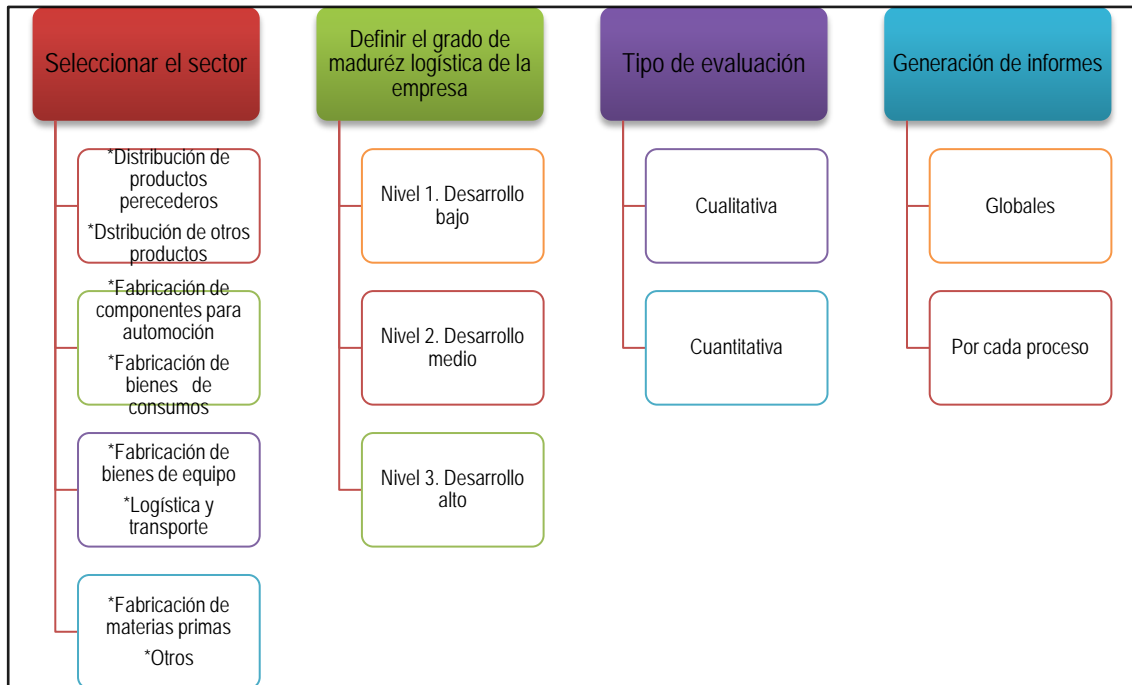 Seleccionar el sector
*Distribución de
productos
perecederos
*Dstribución de otros
productos
*Fabricación de
componentes para
automoción
*Fabricación de
bienes de
consumos
*Fabricación de
bienes de equipo
*Logística y
transporte
*Fabricación de
materias primas
*Otros
Definir el grado de
maduréz logística de la
empresa
Nivel 1. Desarrollo
bajo
Nivel 2. Desarrollo
medio
Nivel 3. Desarrollo
alto
Tipo de evaluación
Cualitativa
Cuantitativa
Generación de informes
Globales
Por cada proceso